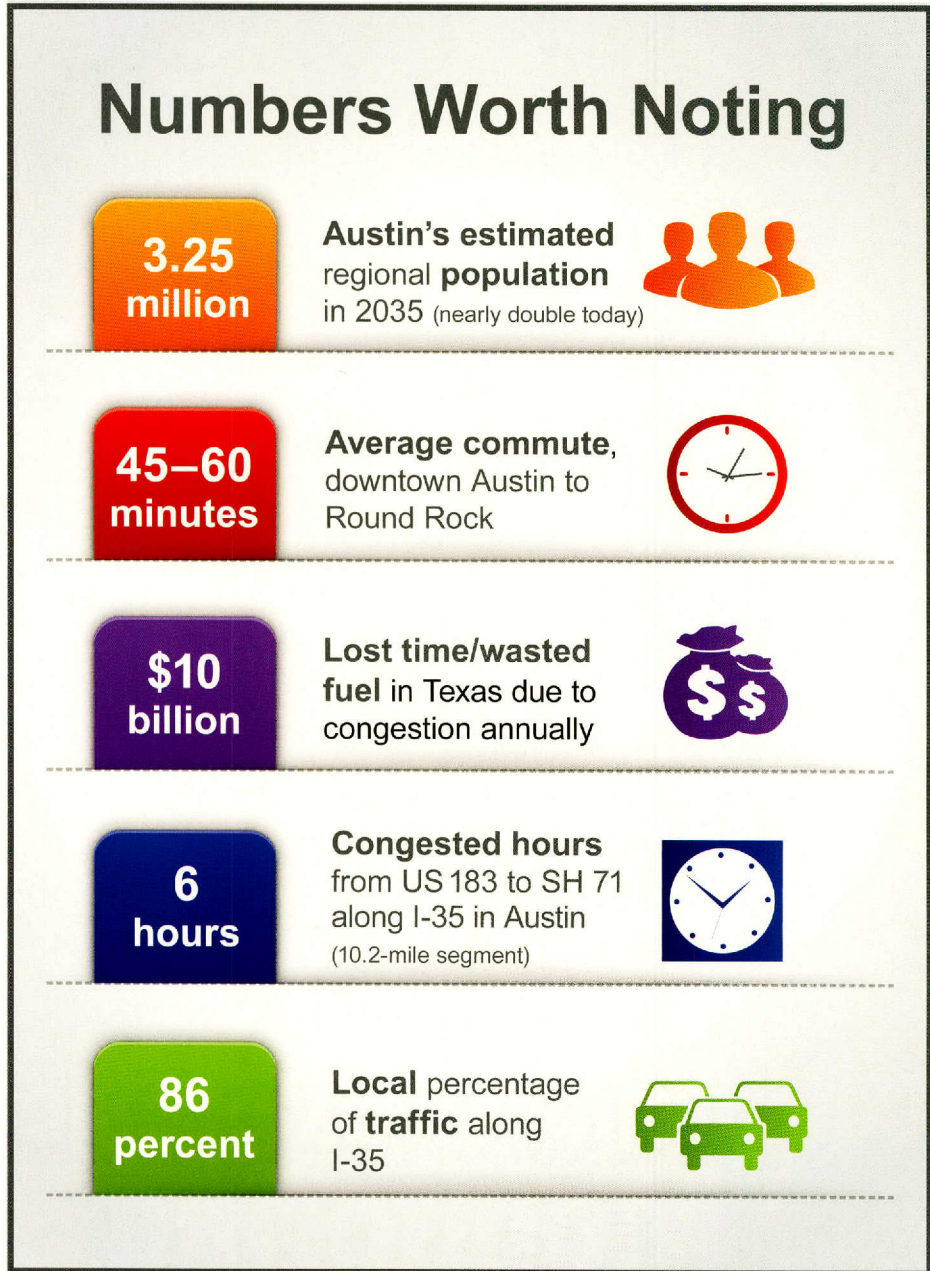 Numbers Worth Noting
3.25
million
Austin's estimated
regional population
in 2035 (nearly double today)
45–60
minutes
Average commute,
downtown Austin to
Round Rock
$10
billion
Lost time/wasted
fuel in Texas due to
congestion annually
$ $
6
hours
Congested hours
from US 183 to SH 71
along I-35 in Austin
(10.2-mile segment)
86
percent
Local percentage
of traffic along
I-35